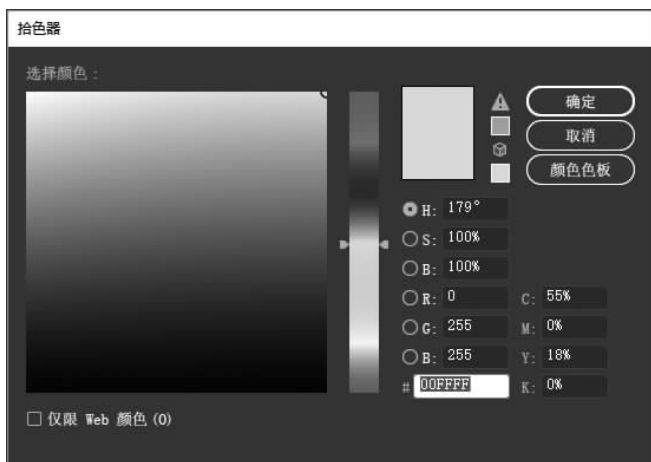 拾色器
选择颜色：
确定
取消
颜色色板
H: 179°
S: 100%
B: 100%
R: 0
C: 55%
G: 255
M: 0%
B: 255
Y: 18%
# 00FFFF
K: 0%
仅限 Web 颜色 (O)